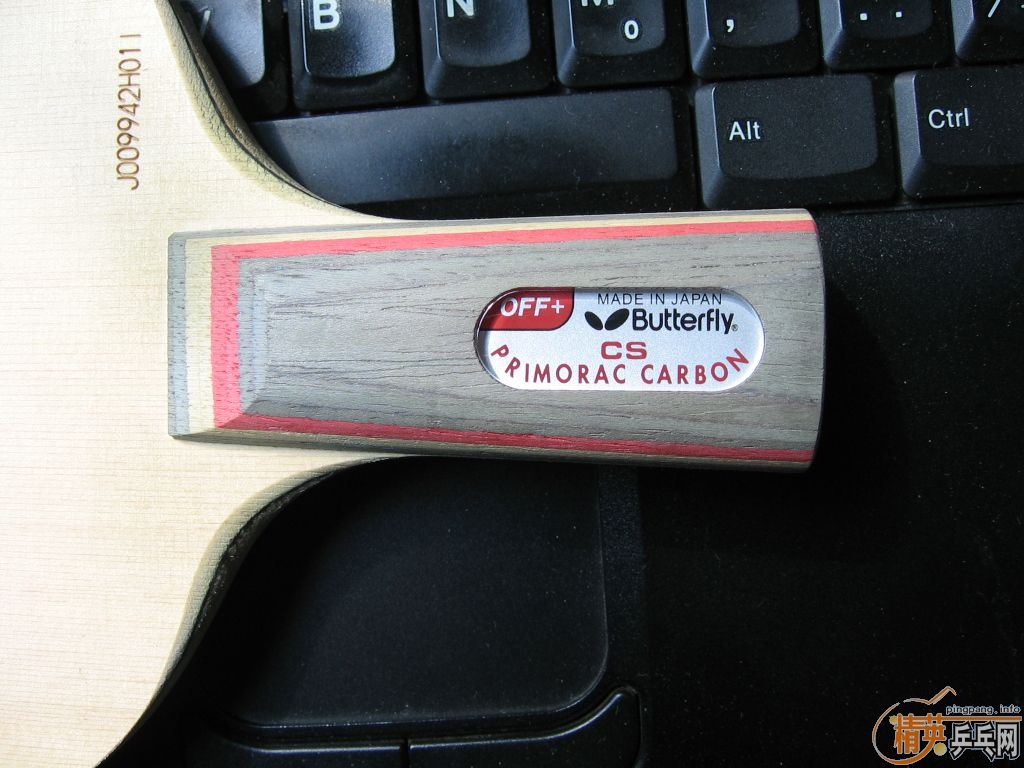 B
N
M
0
,
Alt
Ctrl
J009942H011
OFF+
MADE IN JAPAN
Butterfly®
CS
PRIMORAC CARBON
pingpang.info
精英乒乓网